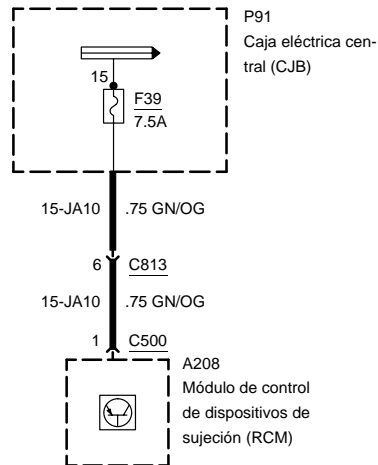 P91
Caja eléctrica cen-
tral (CJB)
15
F39
7.5A
15-JA10 .75 GN/OG
6 C813
15-JA10 .75 GN/OG
1 C500
A208
Módulo de control
de dispositivos de
sujeción (RCM)